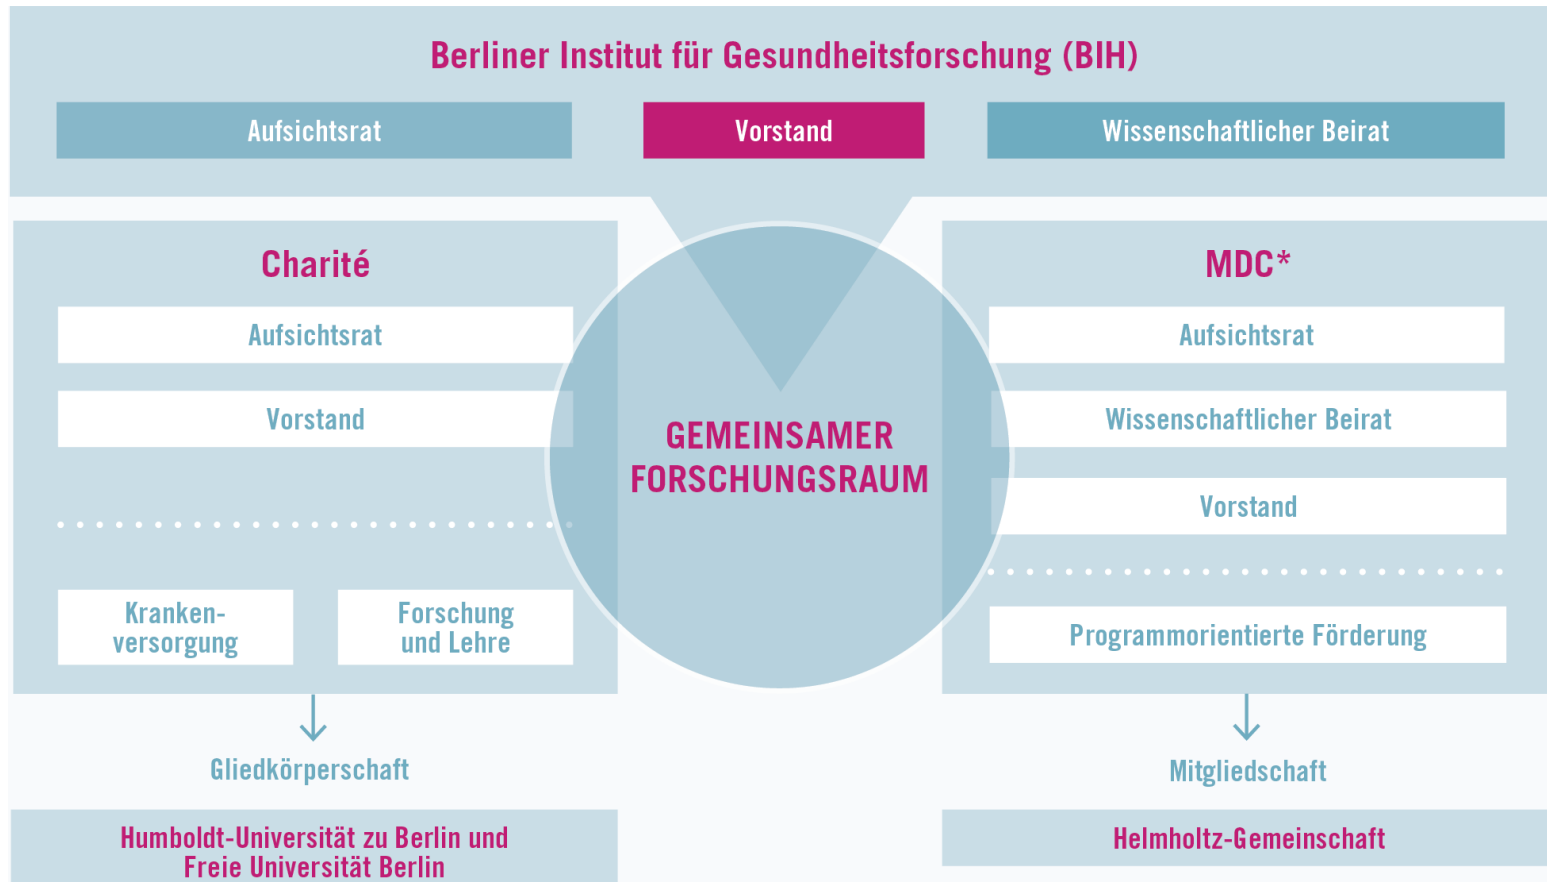 Berliner Institut für Gesundheitsforschung (BIH)
Aufsichtsrat
Vorstand
Wissenschaftlicher Beirat
Charité
Aufsichtsrat
Vorstand
Kranken-
versorgung
Forschung
und Lehre
Gliedkörperschaft
Humboldt-Universität zu Berlin und
Freie Universität Berlin
GEMEINSAMER
FORSCHUNGSRAUM
MDC*
Aufsichtsrat
Wissenschaftlicher Beirat
Vorstand
Programmorientierte Förderung
Mitgliedschaft
Helmholtz-Gemeinschaft